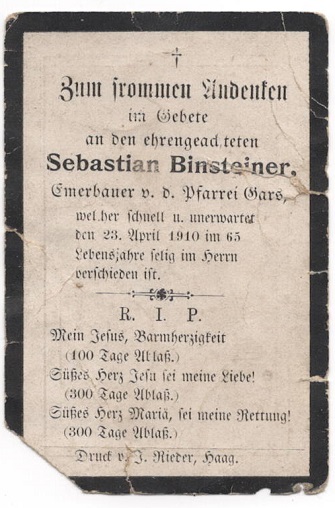 Zum frommen Andenken
im Gebete
an den ehrengeachteten
Sebastian Binsteiner,
Emerbauer v. d. Pfarrei Gars,
welcher schnell u. unerwartet
den 23. April 1910 im 65
Lebensjahre selig im Herrn
verschieden ist.
R. I. P.
Mein Jesus, Barmherzigkeit
(100 Tage Ablaß.)
Süßes Herz Jesu sei meine Liebe!
(300 Tage Ablaß.)
Süßes Herz Mariä, sei meine Rettung!
(300 Tage Ablaß.)
Druck v. J. Rieder, Haag.